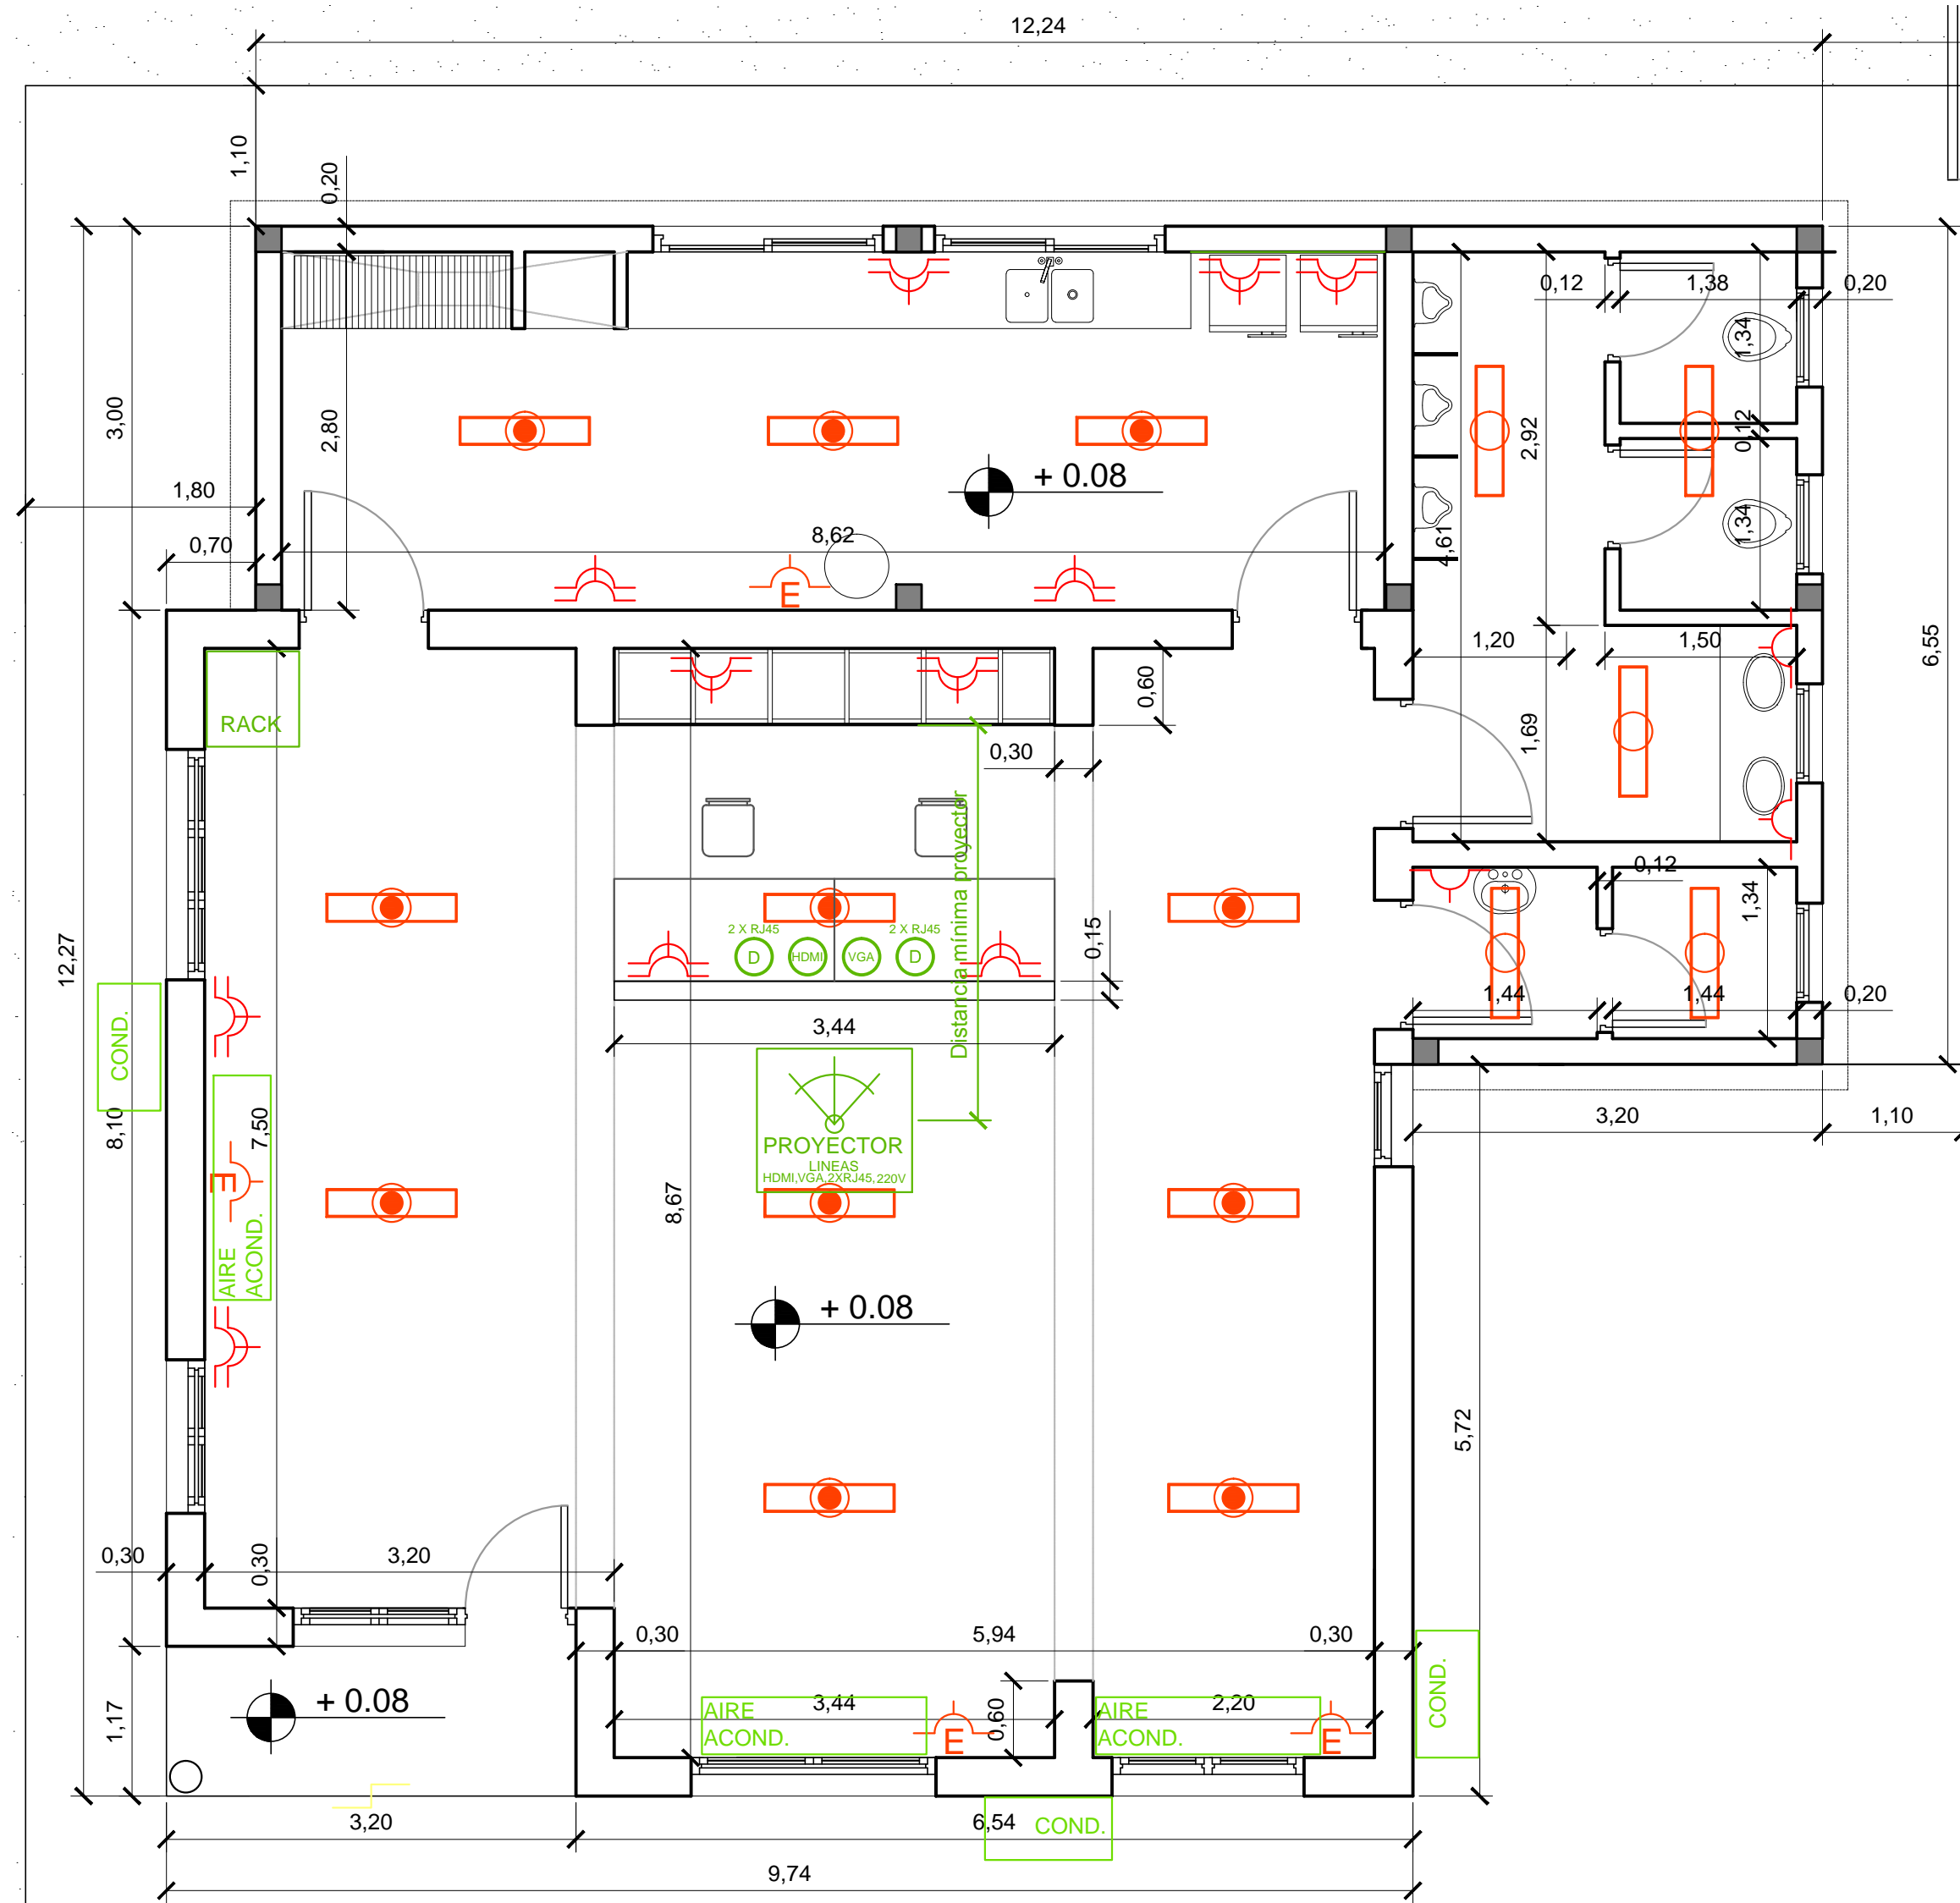 12,24
1,10
0,20
0,12
1,38
0,20
1,34
3,00
2,80
2,92
0,12
+ 0.08
1,80
8,62
0,70
4,61
1,34
E
1,20
1,50
6,55
0,60
RACK
0,30
1,69
Distancia mínima proyector
0,12
1,34
12,27
2 X RJ45
2 X RJ45
D
HDMI
VGA
D
0,15
1,44
1,44
0,20
COND.
3,44
8,10
7,50
3,20
1,10
PROYECTOR
LINEAS
HDMI,VGA,2XRJ45,220V
E
AIRE
ACOND.
8,67
+ 0.08
5,72
0,30
0,30
3,20
0,30
5,94
0,30
+ 0.08
1,17
AIRE
ACOND.
3,44
E
0,60
AIRE
ACOND.
2,20
E
COND.
3,20
6,54
COND.
9,74